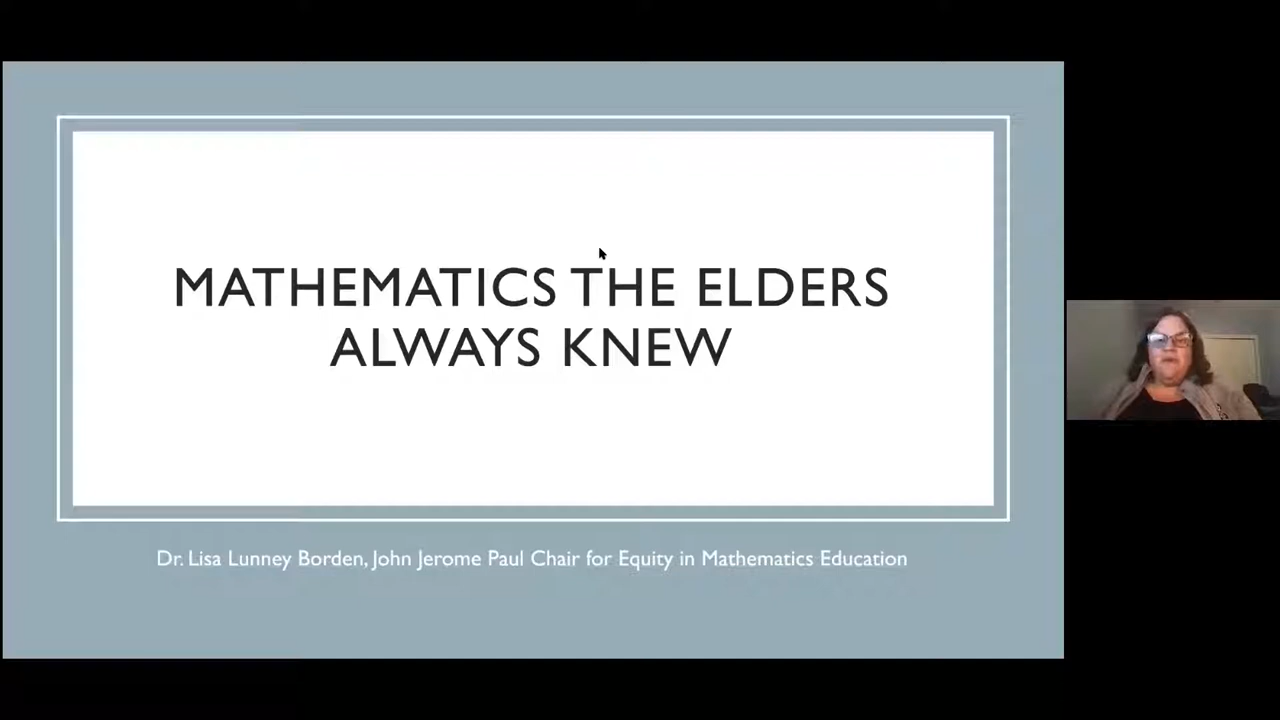 MATHEMATICS THE ELDERS
ALWAYS KNEW
Dr. Lisa Lunney Borden, John Jerome Paul Chair for Equity in Mathematics Education